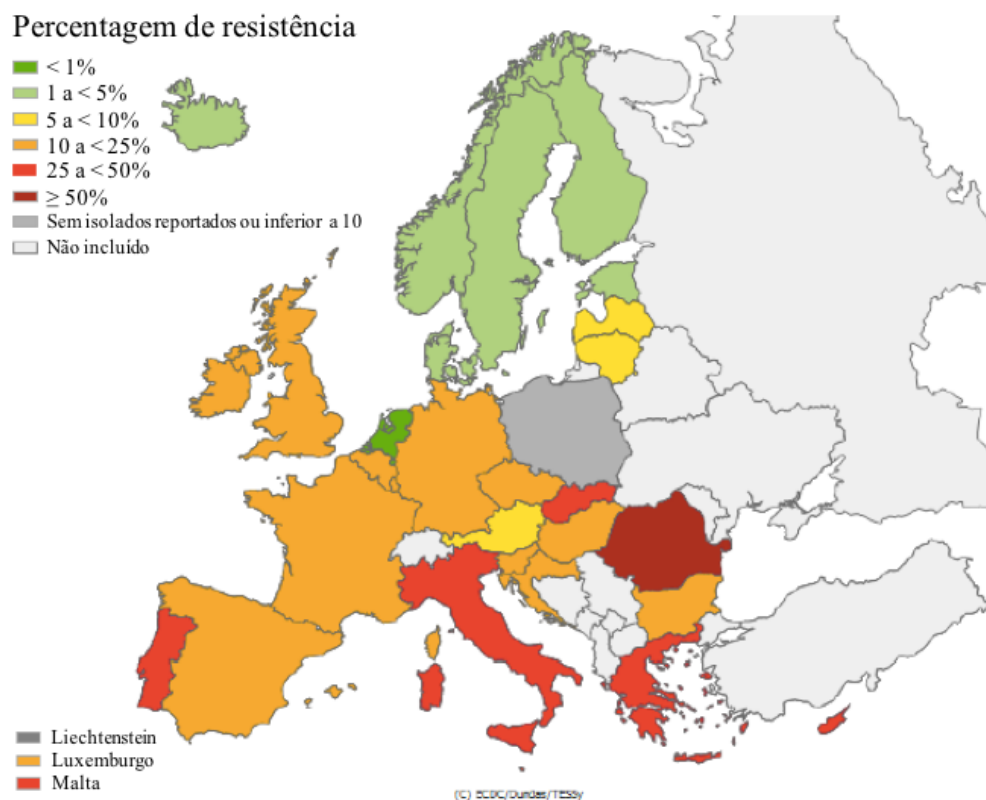 Percentagem de resistência
< 1%
1 a < 5%
5 a < 10%
10 a < 25%
25 a < 50%
≥ 50%
Sem isolados reportados ou inferior a 10
Não incluído
Liechtenstein
Luxemburgo
Malta
(C) ECDC/Dundas/TESSy